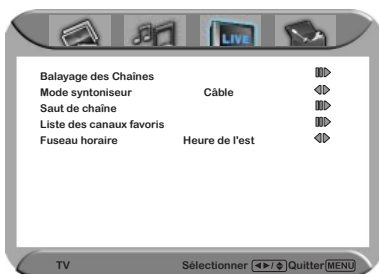 LIVE
Balayage des Chaînes
Mode syntoniseur Câble
Saut de chaîne
Liste des canaux favoris
Fuseau horaire Heure de l'est
TV Sélectionner / Quitter MENU